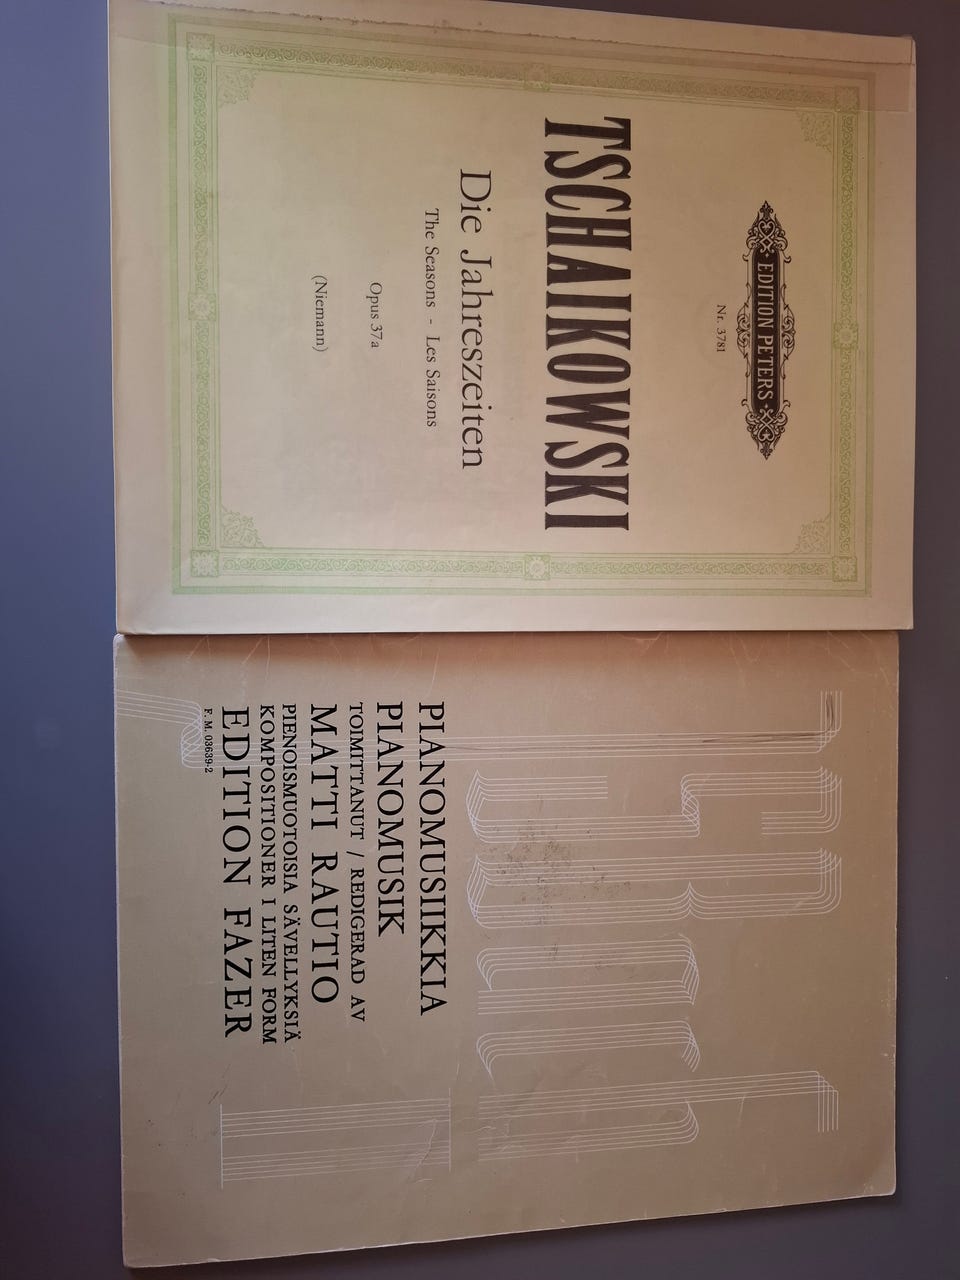 EDITION PETERS
Nr. 3781
TSCHAIKOWSKI
Die Jahreszeiten
The Seasons - Les Saisons
Opus 37a
(Niemann)
PIANOMUSIIKKIA
PIANOMUSIK
TOIMITTANUT / REDIGERAD AV
MATTI RAUTIO
PIENOISMUOTOISIA SÄVELLYKSIÄ
KOMPOSITIONER I LITEN FORM
EDITION FAZER
F. M. 03639-2